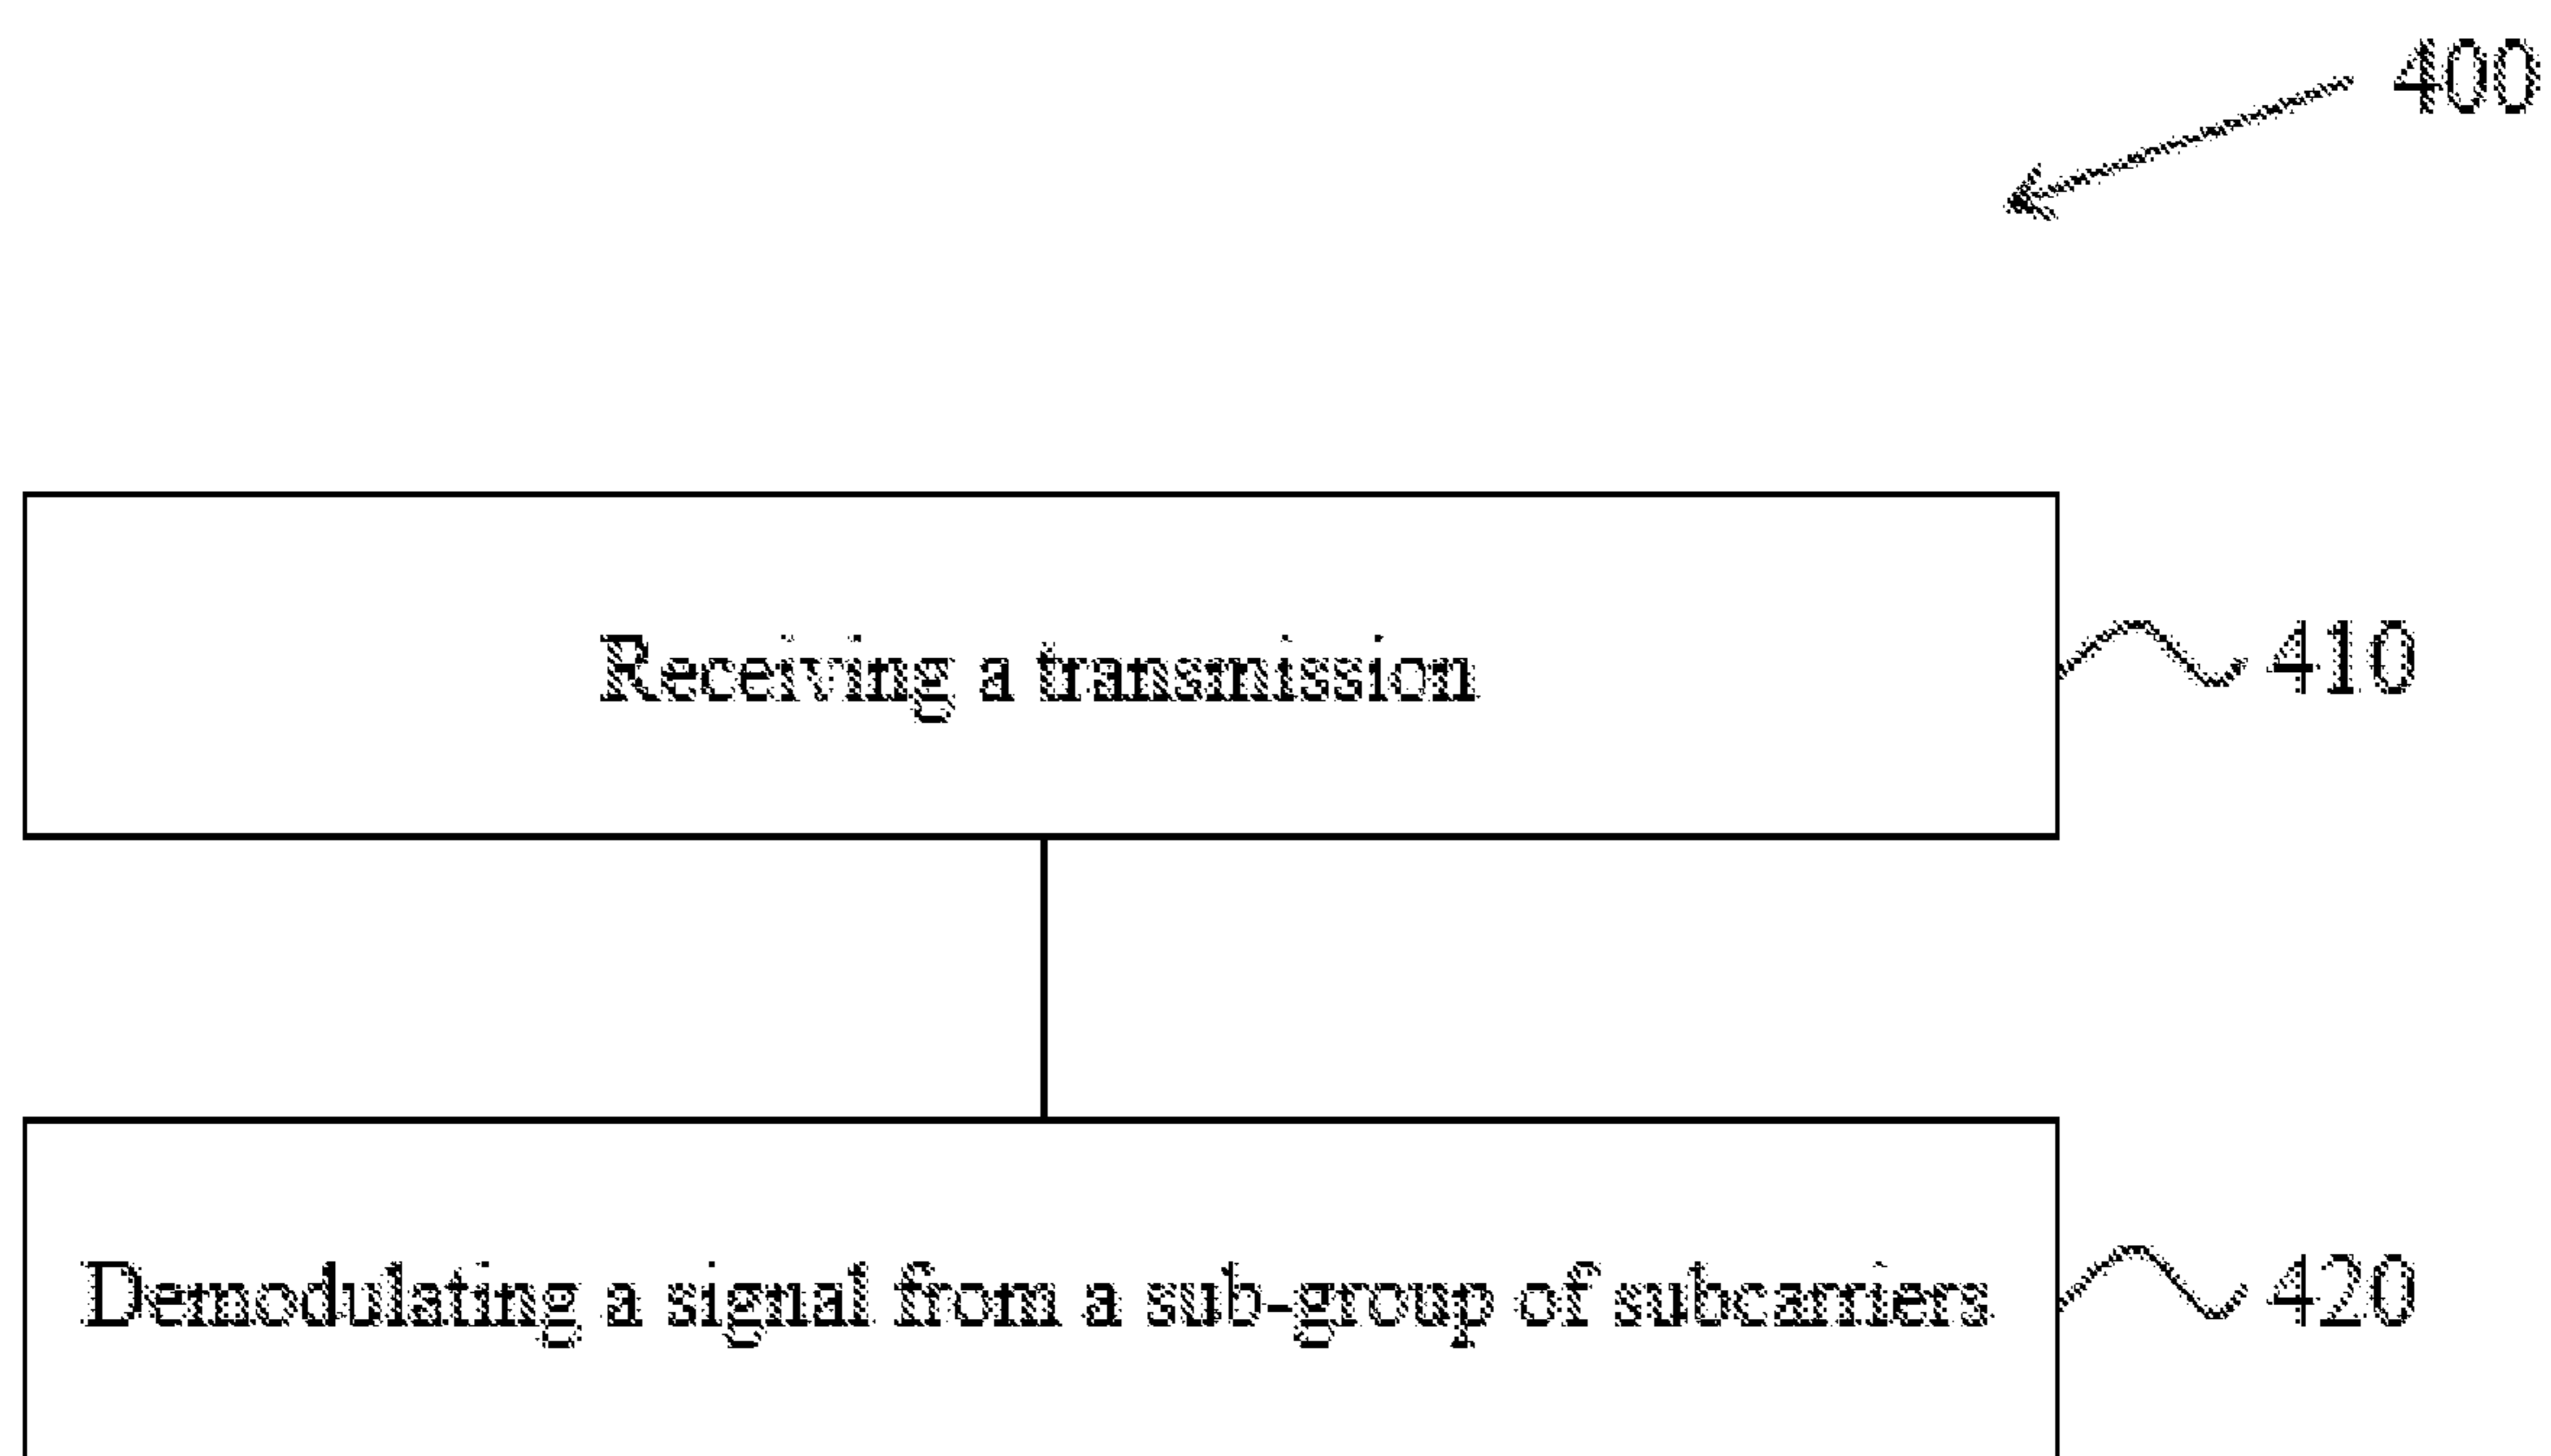 400
Receiving a transmission
410
Demodulating a signal from a sub-group of subcarriers
420